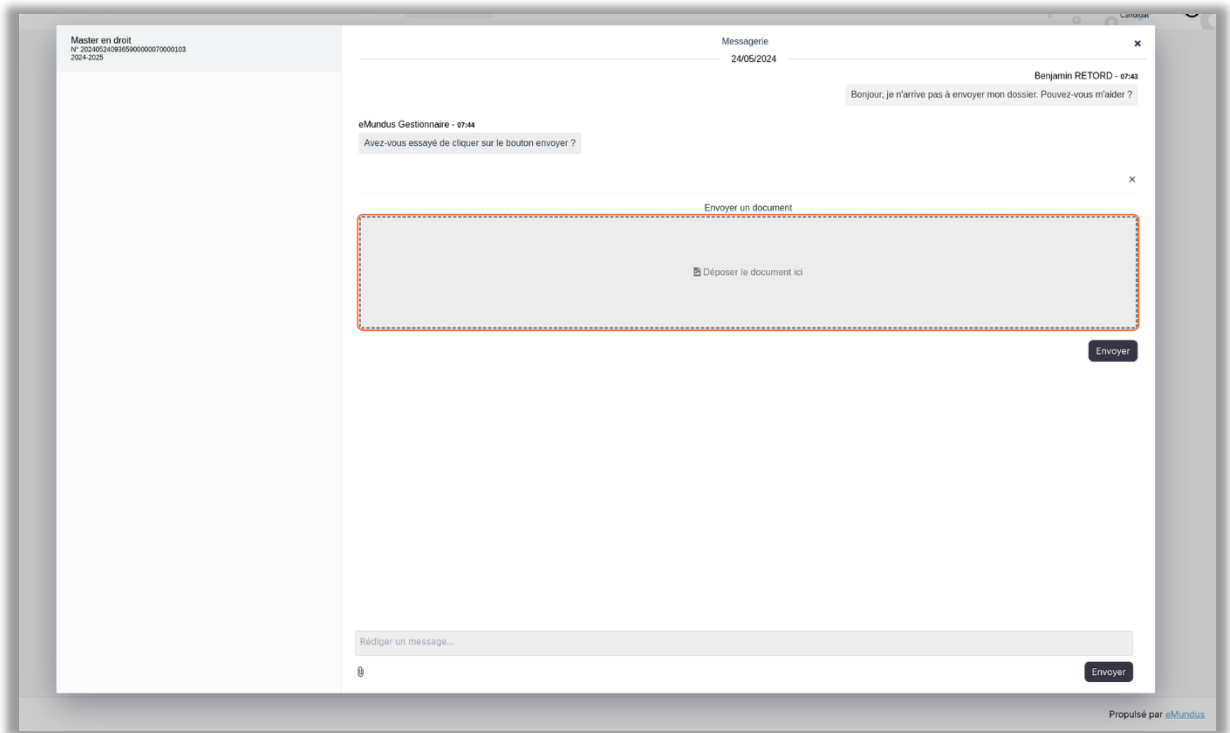 Candidat
Master en droit
N° 2024052409365900000070000103
2024-2025
Messagerie
24/05/2024
Benjamin RETORD - 07:43
Bonjour, je n'arrive pas à envoyer mon dossier. Pouvez-vous m'aider ?
eMundus Gestionnaire - 07:44
Avez-vous essayé de cliquer sur le bouton envoyer ?
Envoyer un document
Déposer le document ici
Envoyer
Rédiger un message...
Envoyer
Propulsé par eMundus